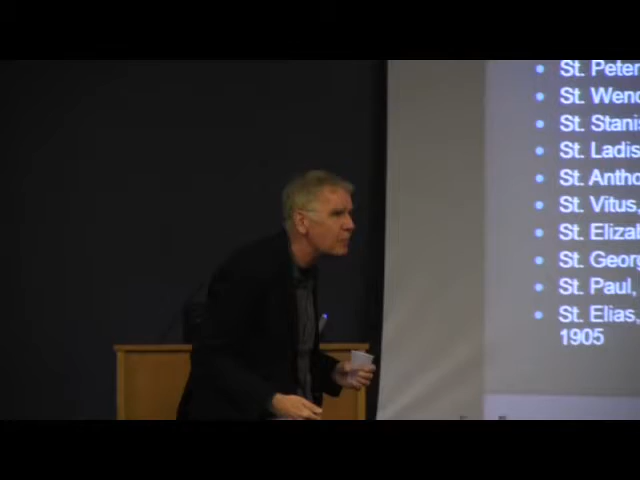 • St. Peter
• St. Wend
• St. Stanis
• St. Ladis
• St. Antho
• St. Vitus,
• St. Elizab
• St. Georg
• St. Paul,
• St. Elias,
1905